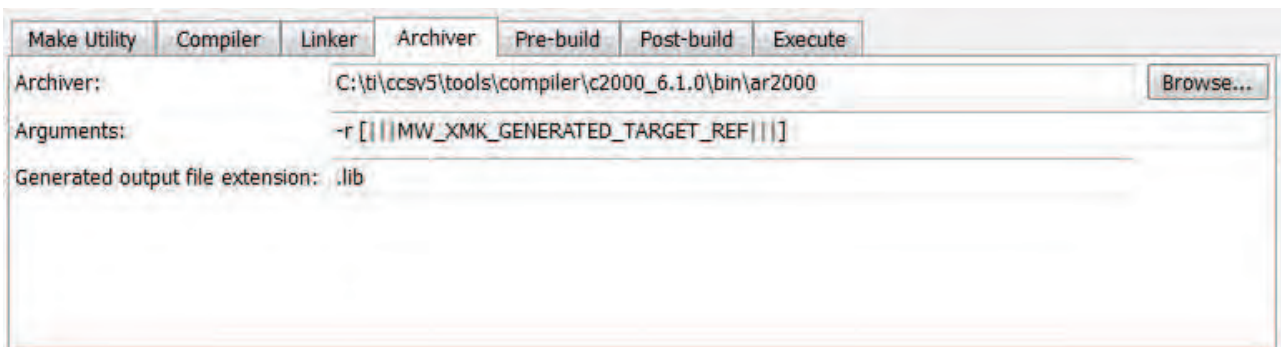 Make Utility Compiler Linker Archiver Pre-build Post-build Execute
Archiver: C:\ti\ccsv5\tools\compiler\c2000_6.1.0\bin\ar2000 Browse...
Arguments: -r [|||MW_XMK_GENERATED_TARGET_REF|||]
Generated output file extension: .lib